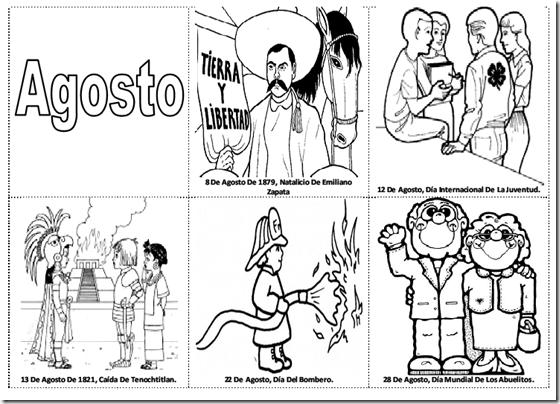 Agosto
TIERRA
Y
LIBERTAD
8 De Agosto De 1879, Natalicio De Emiliano
Zapata
12 De Agosto, Día Internacional De La Juventud.
13 De Agosto De 1821, Caída De Tenochtitlan.
22 De Agosto, Día Del Bombero.
28 De Agosto, Día Mundial De Los Abuelitos.